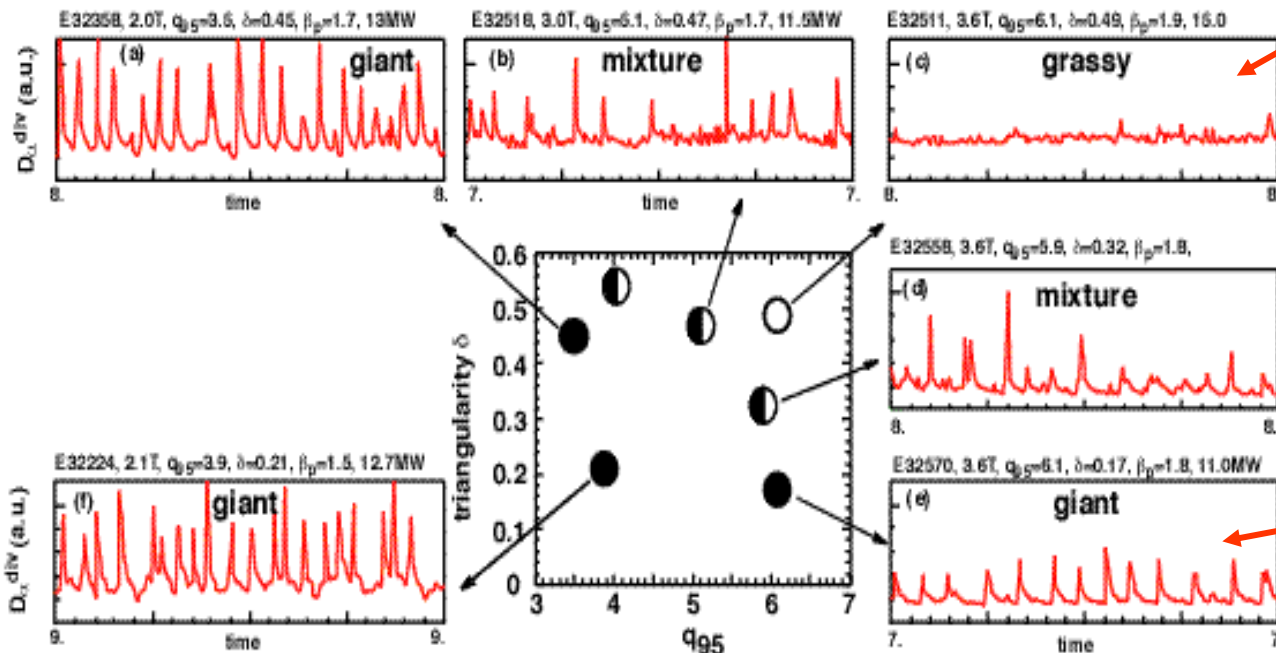 E32358, 2.0T, q95=3.5, δ=0.45, βp=1.7, 13MW
(a) giant
Dα div (a.u.)
8. time 8.
E32518, 3.0T, q95=5.1, δ=0.47, βp=1.7, 11.5MW
(b) mixture
7. time 7.
E32511, 3.6T, q95=6.1, δ=0.49, βp=1.9, 15.0
(c) grassy
8. 8
E32558, 3.6T, q95=5.9, δ=0.32, βp=1.8,
(d) mixture
8. 8.
0.6
0.5
0.4
0.3
0.2
0.1
0
triangularity δ
3 4 5 6 7
q95
E32224, 2.1T, q95=3.9, δ=0.21, βp=1.5, 12.7MW
(f) giant
Dα div (a.u.)
9. time 9.
E32570, 3.6T, q95=6.1, δ=0.17, βp=1.8, 11.0MW
(e) giant
7. time 7